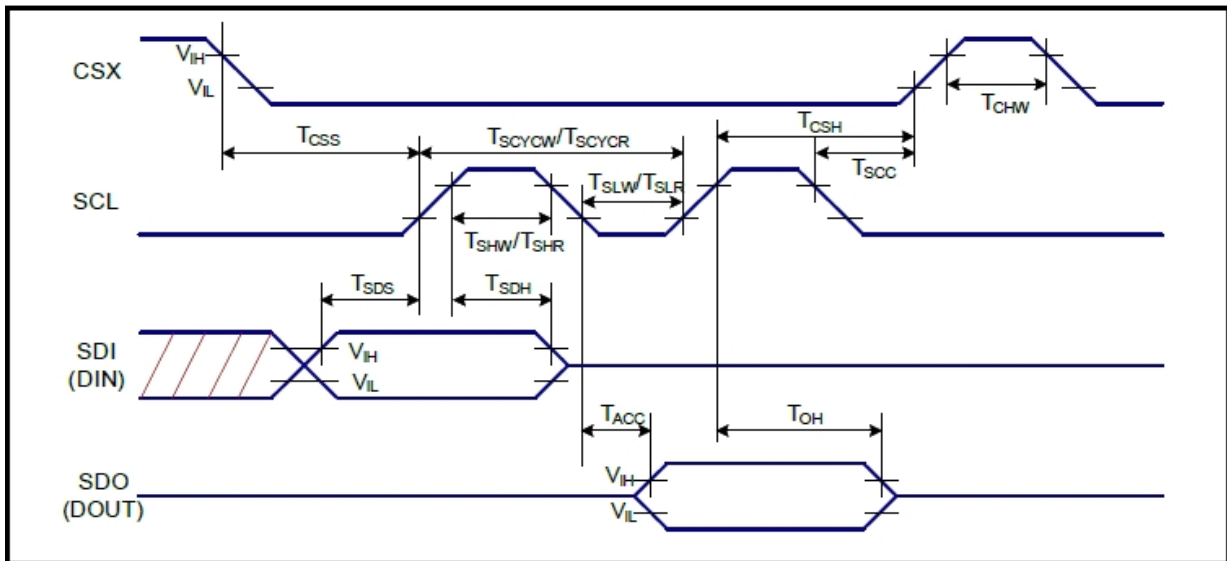 CSX
VIH
VIL
TCHW
TCSS
TSCYCW/TSCYCR
TCSH
TSCC
SCL
TSLW/TSLR
TSHW/TSHR
TSDS
TSDH
SDI
(DIN)
VIH
VIL
TACC
TOH
SDO
(DOUT)
VIH
VIL